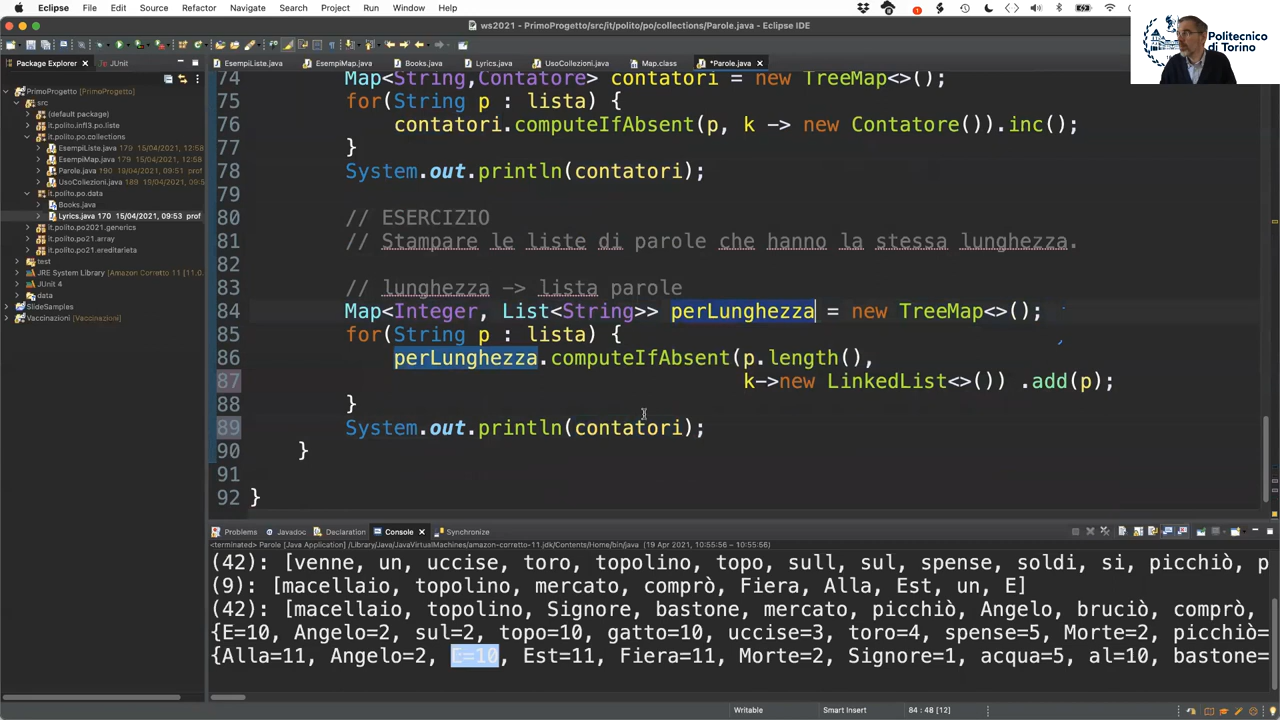 Eclipse File Edit Source Refactor Navigate Search Project Run Window Help
ws2021 - PrimoProgetto/src/it/polito/po/collections/Parole.java - Eclipse IDE
Politecnico
di Torino
Package Explorer JUnit
EsempiListe.java EsempiMap.java Books.java Lyrics.java UsoCollezioni.java Map.class *Parole.java
PrimoProgetto [PrimoProgetto]
src
(default package)
it.polito.inf3.po.liste
it.polito.po.collections
EsempiListe.java 179 15/04/2021, 12:58
EsempiMap.java 179 15/04/2021, 12:58
Parole.java 190 19/04/2021, 09:51 prof
UsoCollezioni.java 188 19/04/2021, 09:
it.polito.po.data
Books.java
Lyrics.java 170 15/04/2021, 09:53 prof
it.polito.po2021.generics
it.polito.po21.array
it.polito.po21.ereditarieta
test
JRE System Library [Amazon Corretto 11 [11.0
JUnit 4
data
SlideSamples
Vaccinazioni [Vaccinazioni]
74 Map<String,Contatore> contatori = new TreeMap<>();
75 for(String p : lista) {
76 contatori.computeIfAbsent(p, k -> new Contatore()).inc();
77 }
78 System.out.println(contatori);
79
80 // ESERCIZIO
81 // Stampare le liste di parole che hanno la stessa lunghezza.
82
83 // lunghezza -> lista parole
84 Map<Integer, List<String>> perLunghezza = new TreeMap<>();
85 for(String p : lista) {
86 perLunghezza.computeIfAbsent(p.length(),
87 k->new LinkedList<>()) .add(p);
88 }
89 System.out.println(contatori);
90 }
91
92 }
Problems Javadoc Declaration Console Synchronize
<terminated> Parole [Java Application] /Library/Java/JavaVirtualMachines/amazon-corretto-11.jdk/Contents/Home/bin/java (19 Apr 2021, 10:55:56 – 10:55:56)
(42): [venne, un, uccise, toro, topolino, topo, sull, sul, spense, soldi, si, picchiò, p
(9): [macellaio, topolino, mercato, comprò, Fiera, Alla, Est, un, E]
(42): [macellaio, topolino, Signore, bastone, mercato, picchiò, Angelo, bruciò, comprò,
{E=10, Angelo=2, sul=2, topo=10, gatto=10, uccise=3, toro=4, spense=5, Morte=2, picchiò=
{Alla=11, Angelo=2, E=10, Est=11, Fiera=11, Morte=2, Signore=1, acqua=5, al=10, bastone=
Writable Smart Insert 84 : 48 [12]